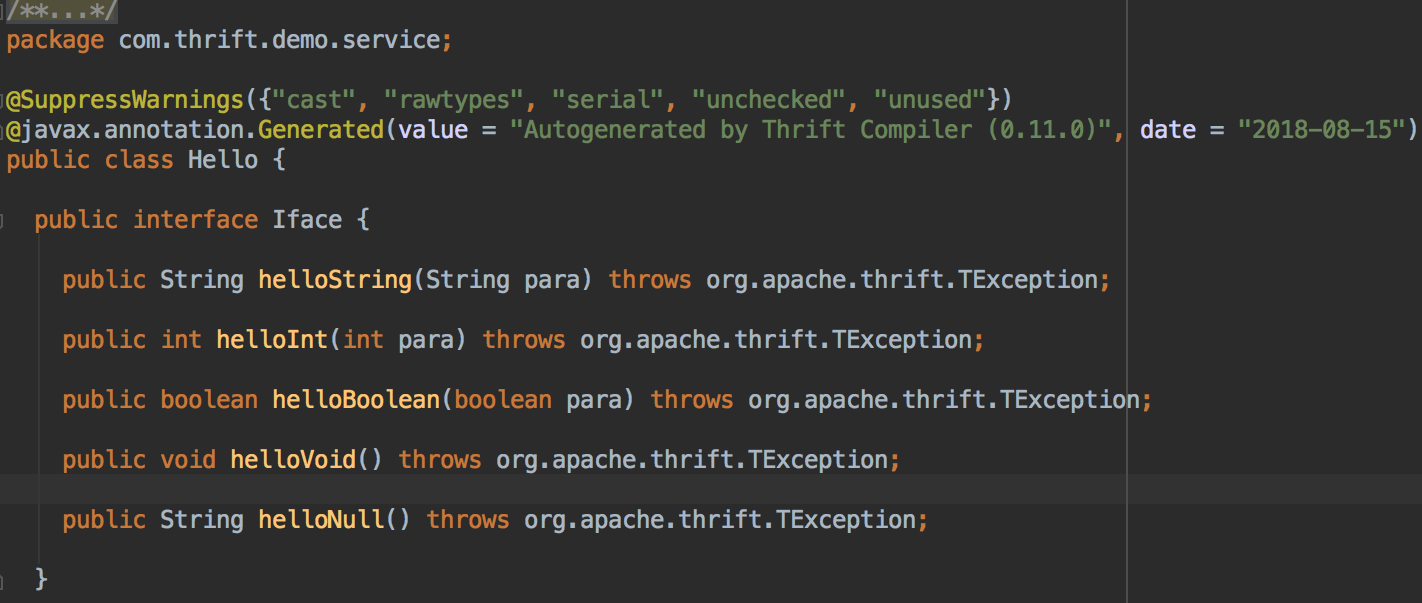 /**...*/
package com.thrift.demo.service;
@SuppressWarnings({"cast", "rawtypes", "serial", "unchecked", "unused"})
@javax.annotation.Generated(value = "Autogenerated by Thrift Compiler (0.11.0)", date = "2018-08-15")
public class Hello {
public interface Iface {
public String helloString(String para) throws org.apache.thrift.TException;
public int helloInt(int para) throws org.apache.thrift.TException;
public boolean helloBoolean(boolean para) throws org.apache.thrift.TException;
public void helloVoid() throws org.apache.thrift.TException;
public String helloNull() throws org.apache.thrift.TException;
}